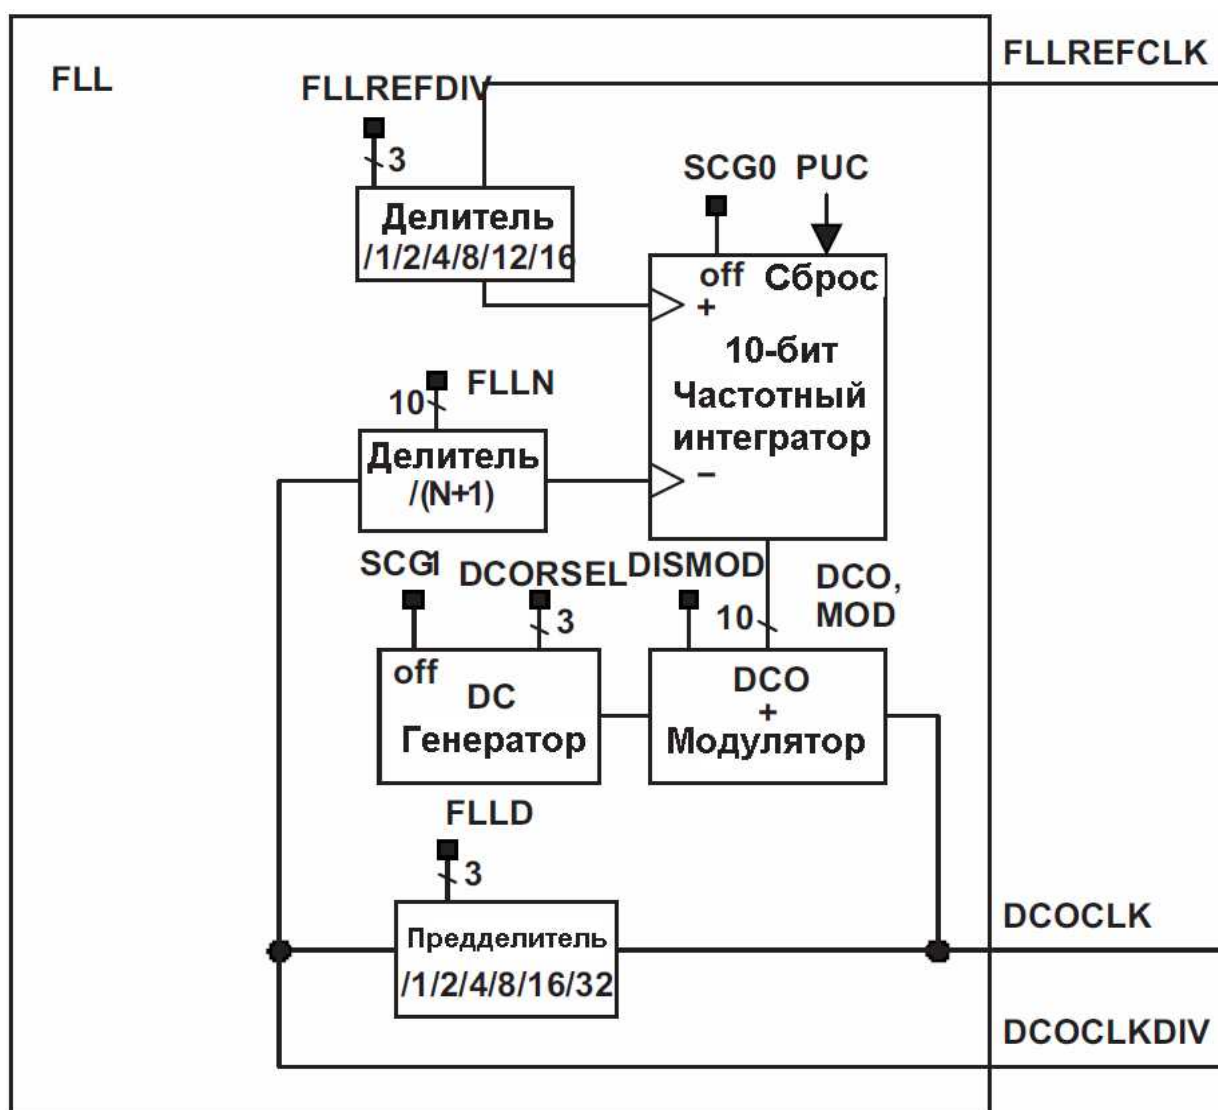 FLLREFCLK
FLL
FLLREFDIV
3
SCG0 PUC
Делитель
/1/2/4/8/12/16
off Сброс
+
10-бит
Частотный
интегратор
FLLN
10
Делитель
/(N+1)
–
SCG1
DCORSEL
DISMOD
DCO,
MOD
3
10
off
DC
Генератор
DCO
+
Модулятор
FLLD
3
Предделитель
/1/2/4/8/16/32
DCOCLK
DCOCLKDIV